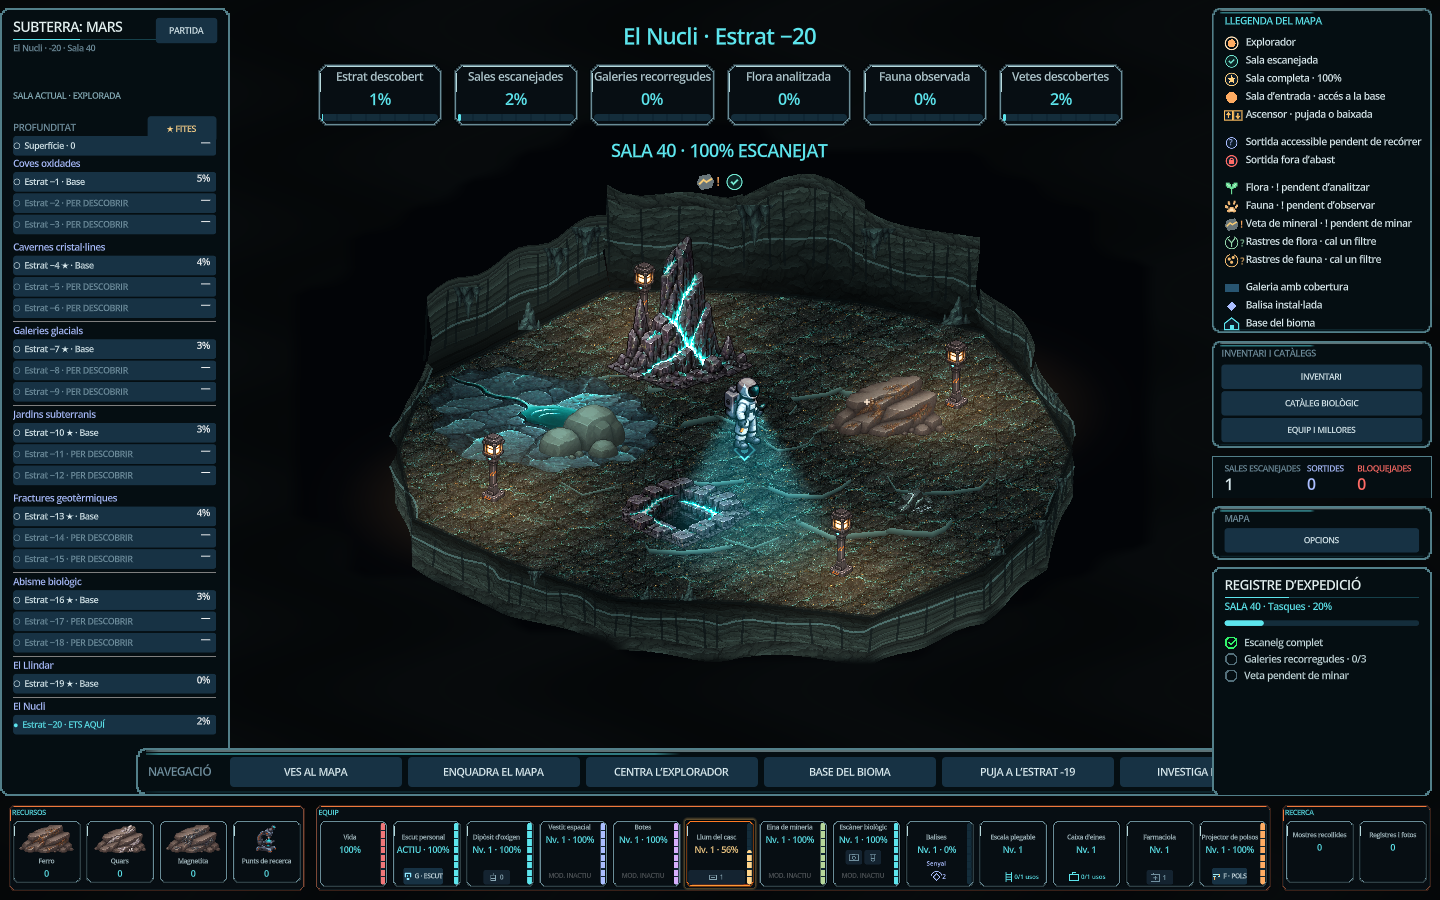 SUBTERRA: MARS
PARTIDA
El Nucli · -20 · Sala 40
SALA ACTUAL · EXPLORADA
PROFUNDITAT
★ FITES
Superfície · 0 —
Coves oxidades
Estrat −1 · Base 5%
Estrat −2 · PER DESCOBRIR —
Estrat −3 · PER DESCOBRIR —
Cavernes cristal·lines
Estrat −4 ★ · Base 4%
Estrat −5 · PER DESCOBRIR —
Estrat −6 · PER DESCOBRIR —
Galeries glacials
Estrat −7 ★ · Base 3%
Estrat −8 · PER DESCOBRIR —
Estrat −9 · PER DESCOBRIR —
Jardins subterranis
Estrat −10 ★ · Base 3%
Estrat −11 · PER DESCOBRIR —
Estrat −12 · PER DESCOBRIR —
Fractures geotèrmiques
Estrat −13 ★ · Base 4%
Estrat −14 · PER DESCOBRIR —
Estrat −15 · PER DESCOBRIR —
Abisme biològic
Estrat −16 ★ · Base 3%
Estrat −17 · PER DESCOBRIR —
Estrat −18 · PER DESCOBRIR —
El Llindar
Estrat −19 ★ · Base 0%
El Nucli
Estrat −20 · ETS AQUÍ 2%
El Nucli · Estrat −20
Estrat descobert
1%
Sales escanejades
2%
Galeries recorregudes
0%
Flora analitzada
0%
Fauna observada
0%
Vetes descobertes
2%
SALA 40 · 100% ESCANEJAT
!
LLEGENDA DEL MAPA
Explorador
Sala escanejada
Sala completa · 100%
Sala d'entrada · accés a la base
Ascensor · pujada o baixada
Sortida accessible pendent de recórrer
Sortida fora d'abast
Flora · ! pendent d'analitzar
Fauna · ! pendent d'observar
! Veta de mineral · ! pendent de minar
? Rastres de flora · cal un filtre
? Rastres de fauna · cal un filtre
Galeria amb cobertura
Balisa instal·lada
Base del bioma
INVENTARI I CATÀLEGS
INVENTARI
CATÀLEG BIOLÒGIC
EQUIP I MILLORES
SALES ESCANEJADES SORTIDES BLOQUEJADES
1 0 0
MAPA
OPCIONS
REGISTRE D'EXPEDICIÓ
SALA 40 · Tasques · 20%
Escaneig complet
Galeries recorregudes · 0/3
Veta pendent de minar
NAVEGACIÓ
VES AL MAPA
ENQUADRA EL MAPA
CENTRA L'EXPLORADOR
BASE DEL BIOMA
PUJA A L'ESTRAT -19
INVESTIGA
RECURSOS
Ferro
0
Quars
0
Magnetita
0
Punts de recerca
0
EQUIP
Vida
100%
Escut personal
ACTIU · 100%
G · ESCUT
Dipòsit d'oxigen
Nv. 1 · 100%
0
Vestit espacial
Nv. 1 · 100%
MOD. INACTIU
Botes
Nv. 1 · 100%
MOD. INACTIU
Llum del casc
Nv. 1 · 56%
1
Eina de mineria
Nv. 1 · 100%
MOD. INACTIU
Escàner biològic
Nv. 1 · 100%
MOD. INACTIU
Balises
Nv. 1 · 0%
Senyal
2
Escala plegable
Nv. 1
0/1 usos
Caixa d'eines
Nv. 1
0/1 usos
Farmaciola
Nv. 1
1
Projector de polsos
Nv. 1 · 100%
F · POLS
RECERCA
Mostres recollides
0
Registres i fotos
0